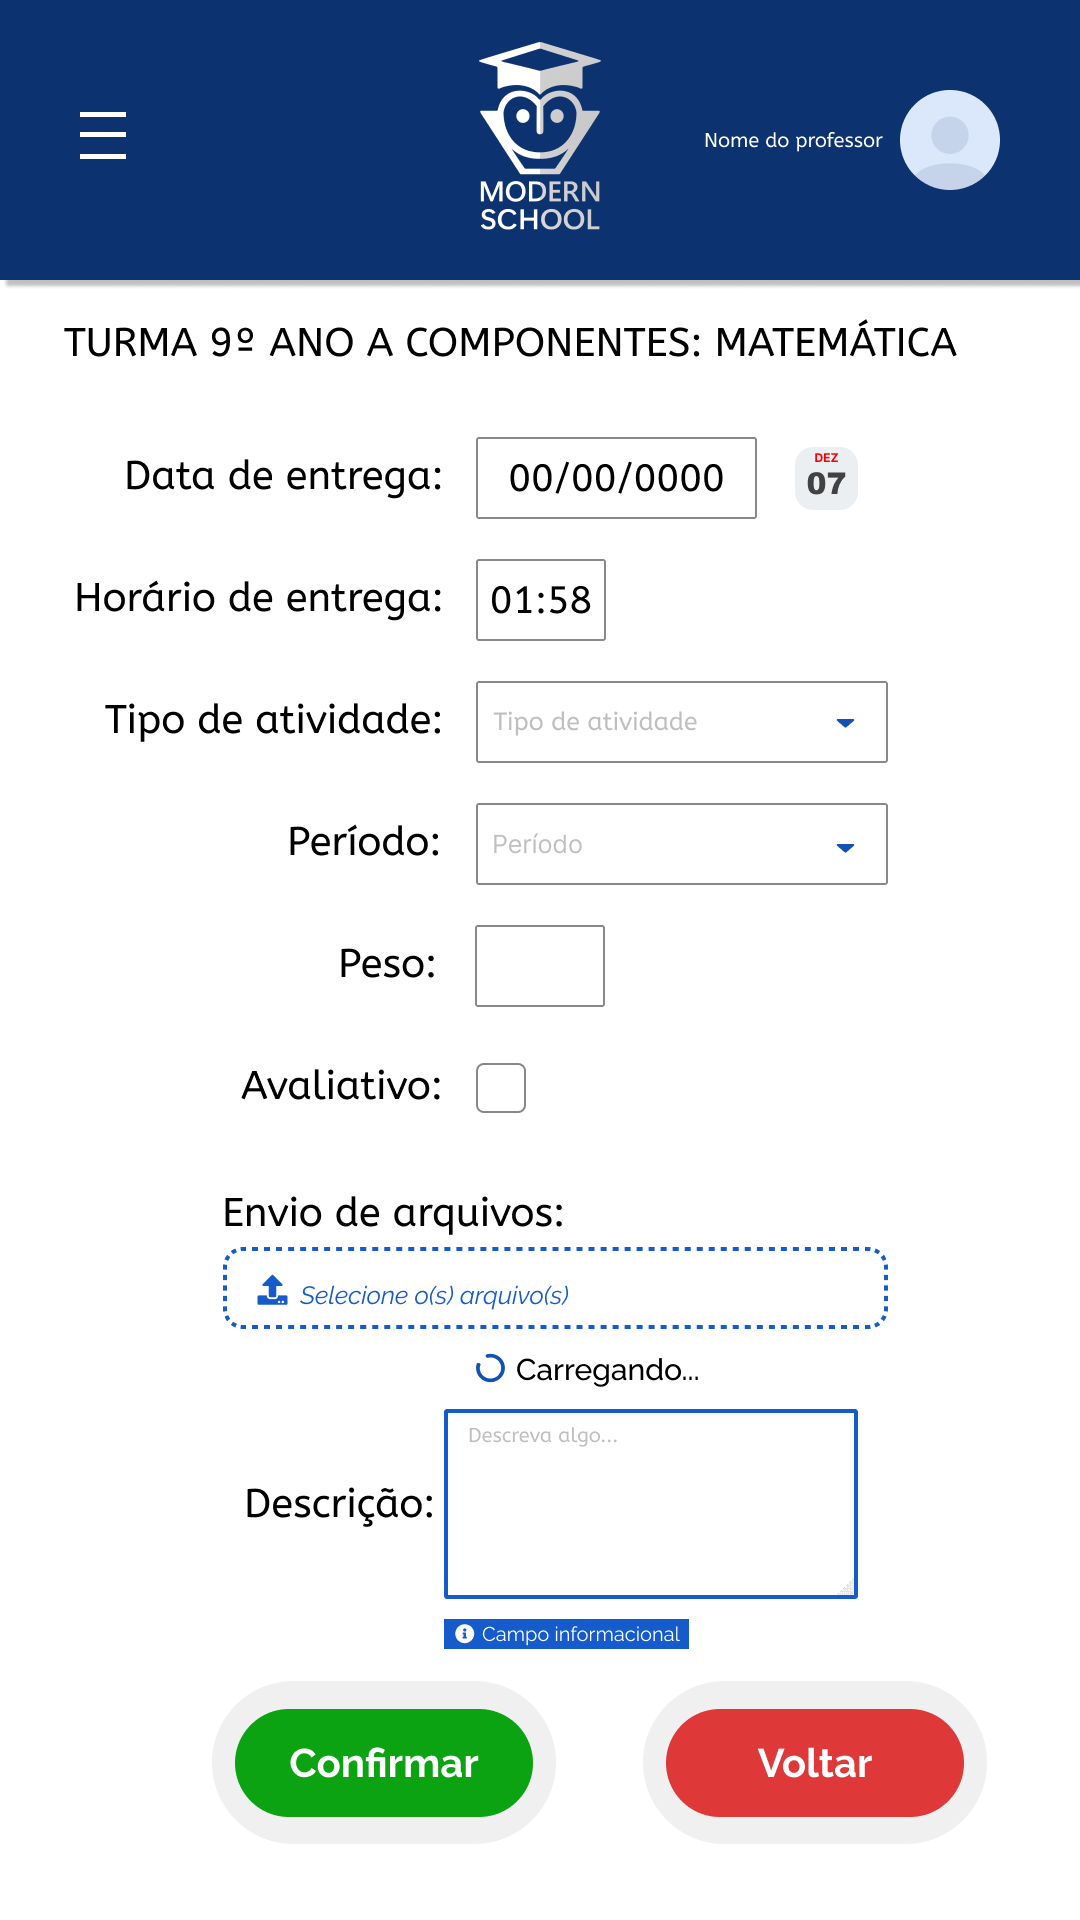 MODERN
SCHOOL
Nome do professor
TURMA 9º ANO A COMPONENTES: MATEMÁTICA
Data de entrega:
00/00/0000
DEZ
07
Horário de entrega:
01:58
Tipo de atividade:
Tipo de atividade
Período:
Período
Peso:
Avaliativo:
Envio de arquivos:
Selecione o(s) arquivo(s)
Carregando...
Descreva algo...
Descrição:
Campo informacional
Confirmar
Voltar